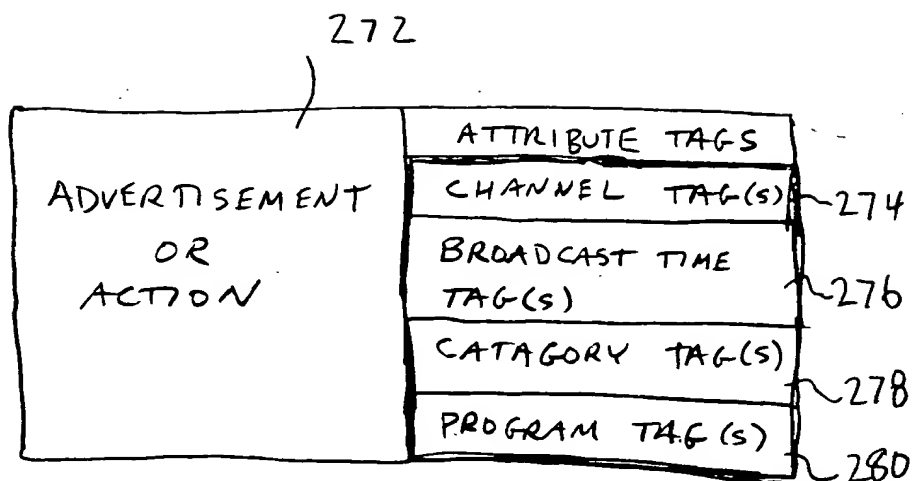 272
ADVERTISEMENT
OR
ACTION
ATTRIBUTE TAGS
CHANNEL TAG(S)
274
BROADCAST TIME
TAG(S)
276
CATAGORY TAG(S)
278
PROGRAM TAG(S)
280